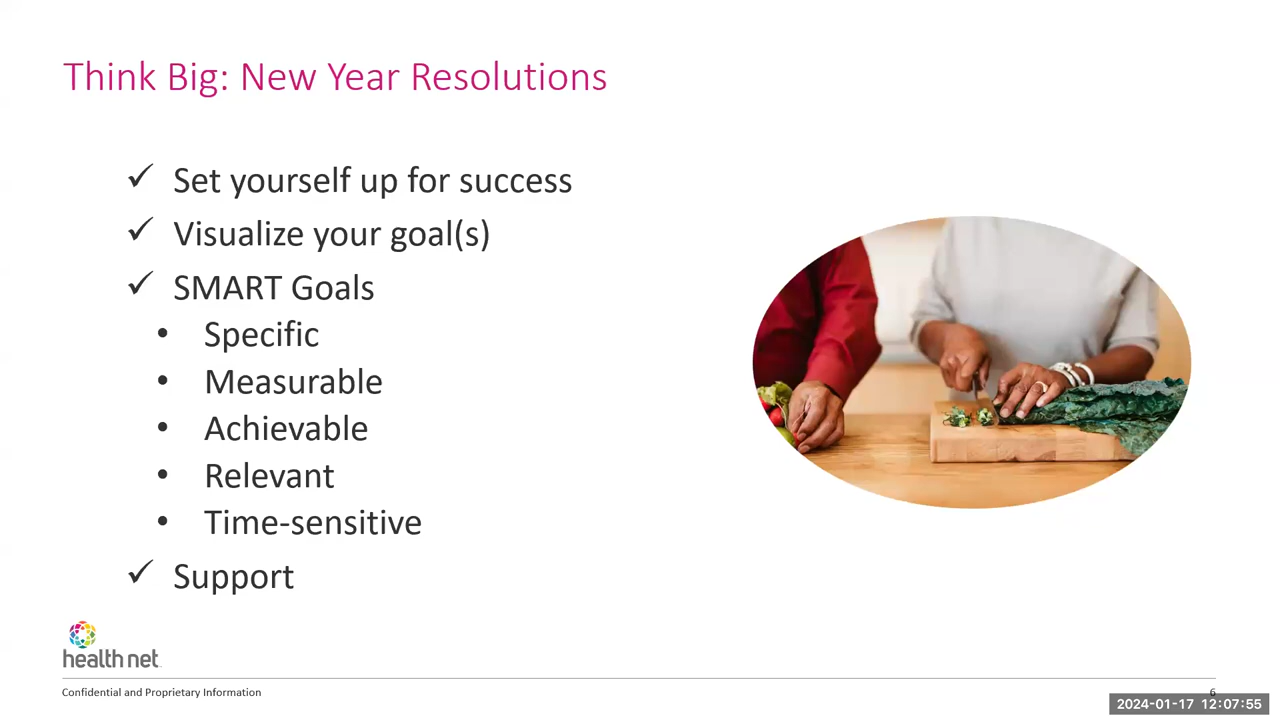 Think Big: New Year Resolutions
✓ Set yourself up for success
✓ Visualize your goal(s)
✓ SMART Goals
• Specific
• Measurable
• Achievable
• Relevant
• Time-sensitive
✓ Support
health net
Confidential and Proprietary Information
6
2024-01-17 12:07:55